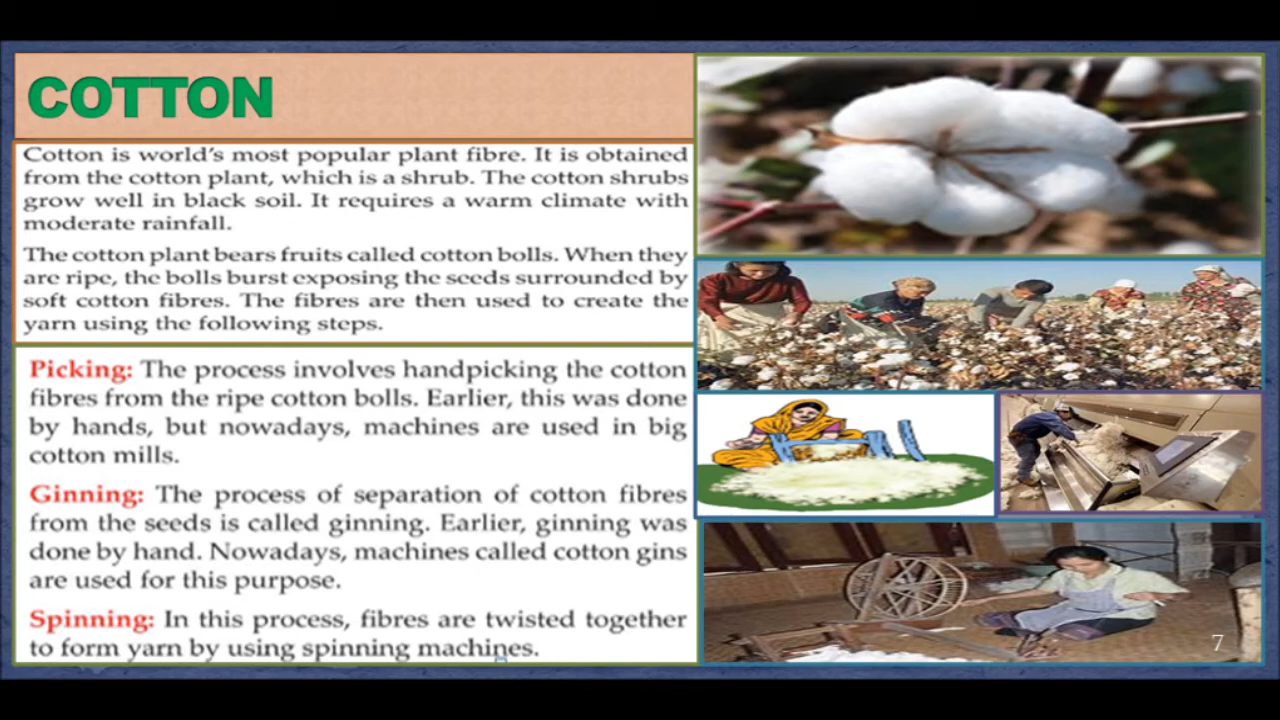 COTTON
Cotton is world's most popular plant fibre. It is obtained
from the cotton plant, which is a shrub. The cotton shrubs
grow well in black soil. It requires a warm climate with
moderate rainfall.
The cotton plant bears fruits called cotton bolls. When they
are ripe, the bolls burst exposing the seeds surrounded by
soft cotton fibres. The fibres are then used to create the
yarn using the following steps.
Picking: The process involves handpicking the cotton
fibres from the ripe cotton bolls. Earlier, this was done
by hands, but nowadays, machines are used in big
cotton mills.
Ginning: The process of separation of cotton fibres
from the seeds is called ginning. Earlier, ginning was
done by hand. Nowadays, machines called cotton gins
are used for this purpose.
Spinning: In this process, fibres are twisted together
to form yarn by using spinning machines.
7